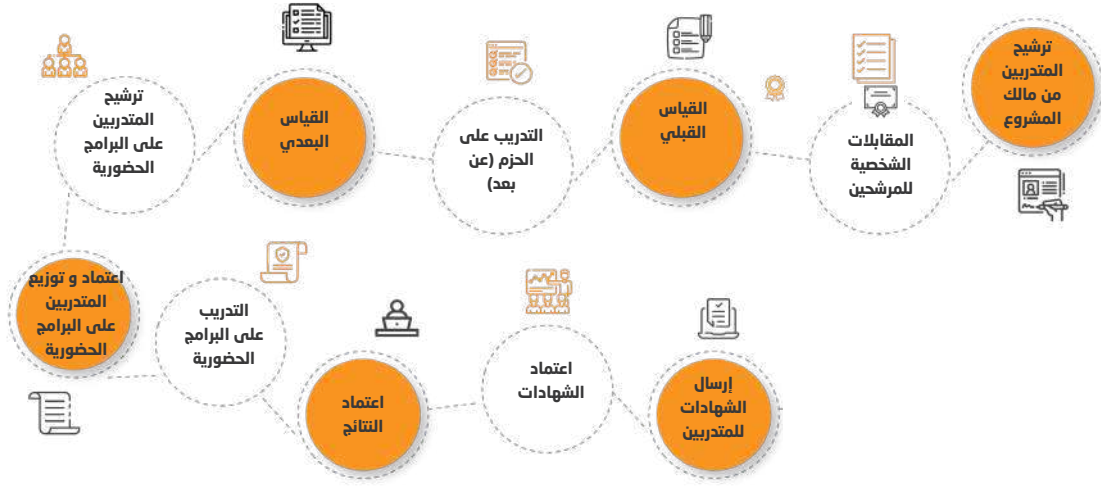 ترشيح
المتدربين
من مالك
المشروع
المقابلات
الشخصية
للمرشحين
القياس
القبلي
التدريب على
الحزم (عن
بعد)
القياس
البعدي
ترشيح
المتدربين
على البرامج
الحضورية
اعتماد و توزيع
المتدربين
على البرامج
الحضورية
التدريب
على البرامج
الحضورية
اعتماد
النتائج
اعتماد
الشهادات
إرسال
الشهادات
للمتدربين